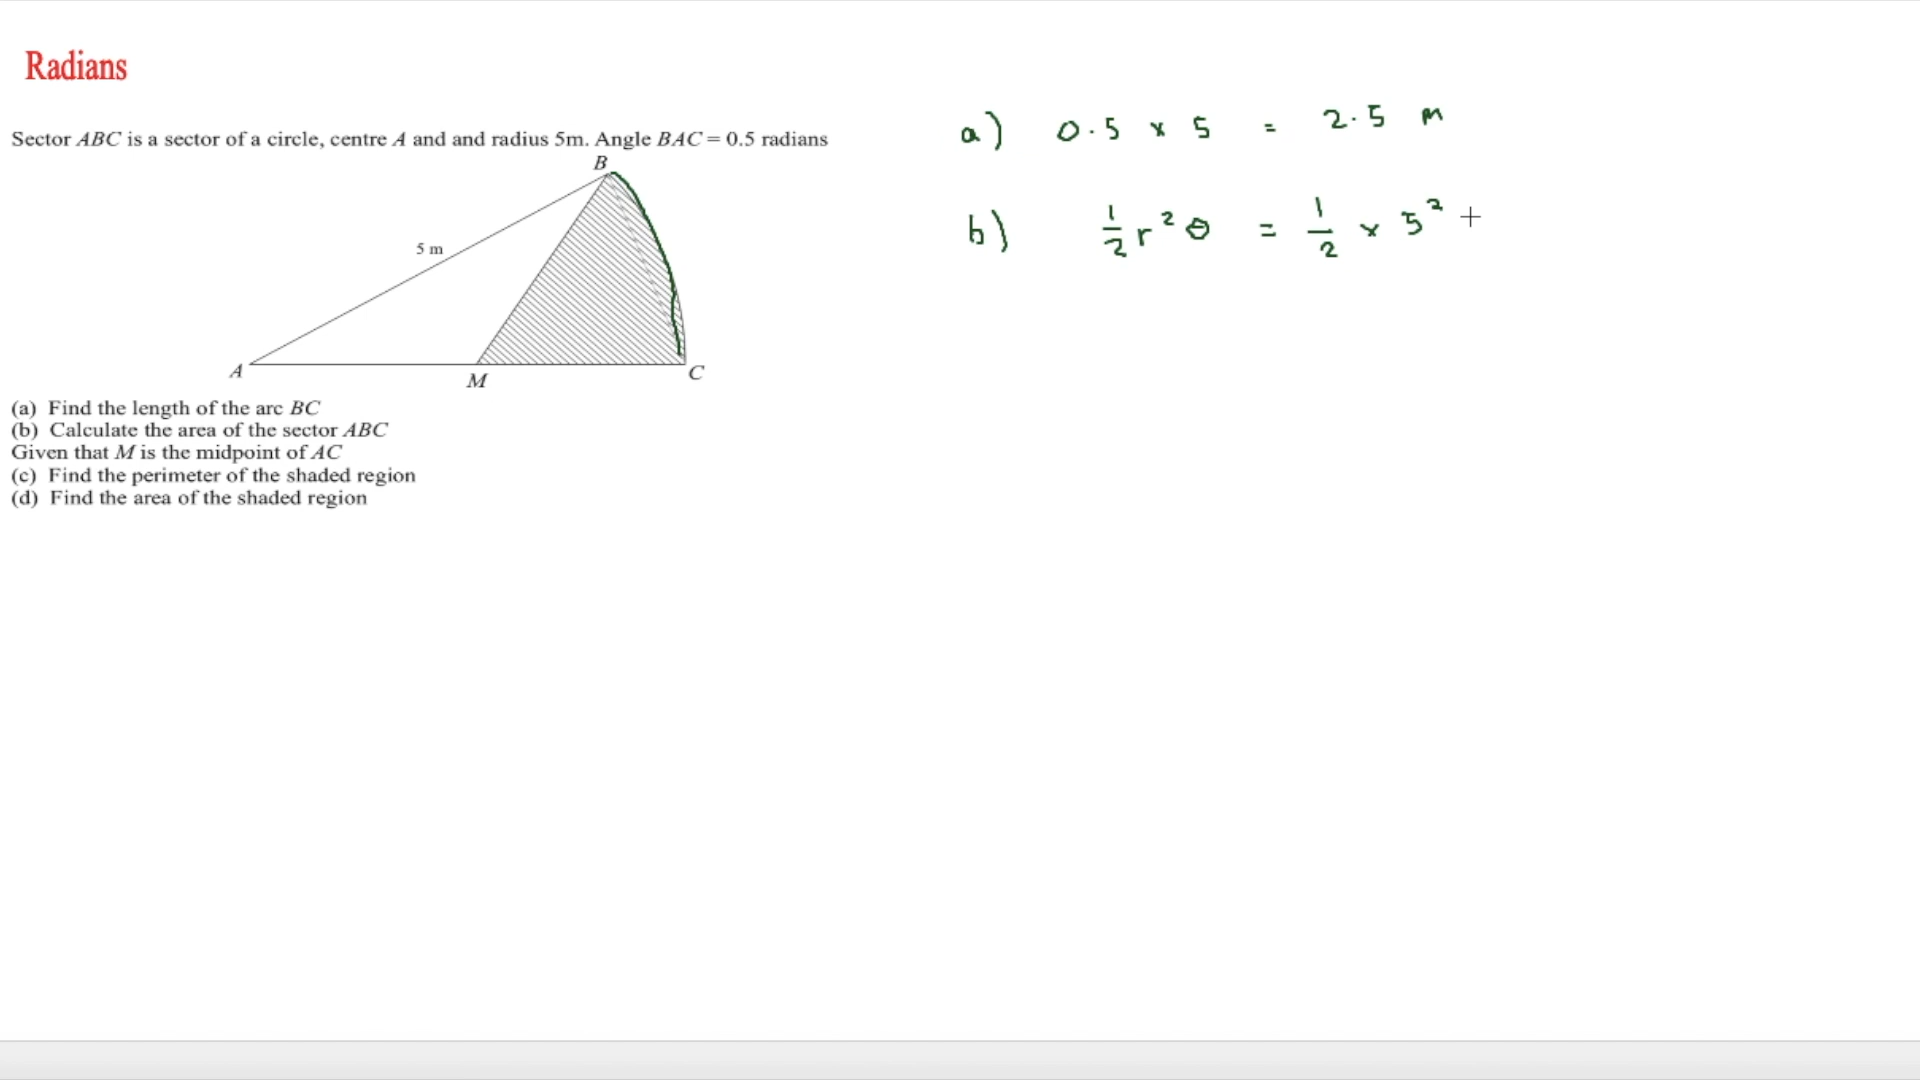 Radians
Sector ABC is a sector of a circle, centre A and and radius 5m. Angle BAC = 0.5 radians
B
5 m
A
M
C
(a) Find the length of the arc BC
(b) Calculate the area of the sector ABC
Given that M is the midpoint of AC
(c) Find the perimeter of the shaded region
(d) Find the area of the shaded region
a) 0.5 × 5 = 2.5 m
b) 1/2 r²θ = 1/2 × 5²